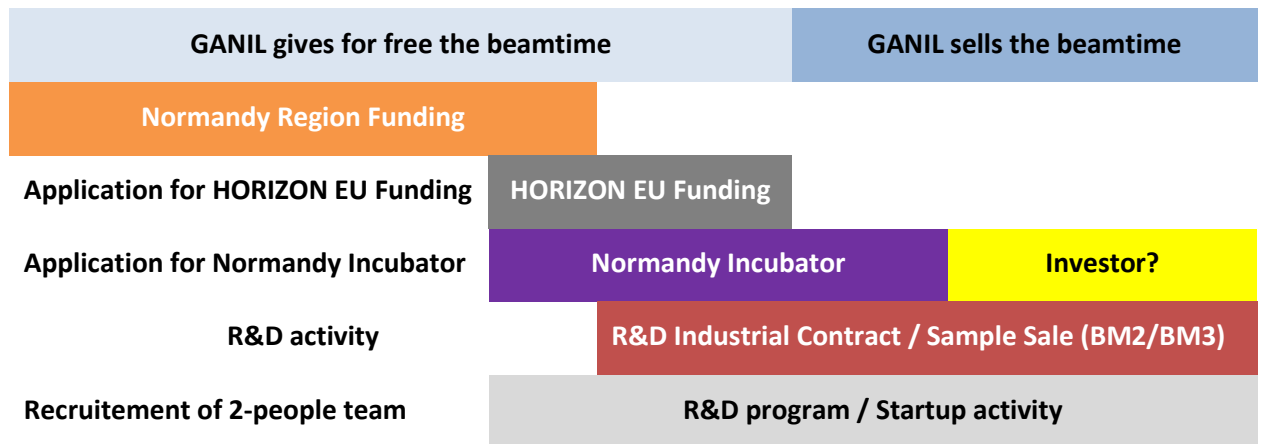 GANIL gives for free the beamtime
GANIL sells the beamtime
Normandy Region Funding
Application for HORIZON EU Funding
HORIZON EU Funding
Application for Normandy Incubator
Normandy Incubator
Investor?
R&D activity
R&D Industrial Contract / Sample Sale (BM2/BM3)
Recruitement of 2-people team
R&D program / Startup activity